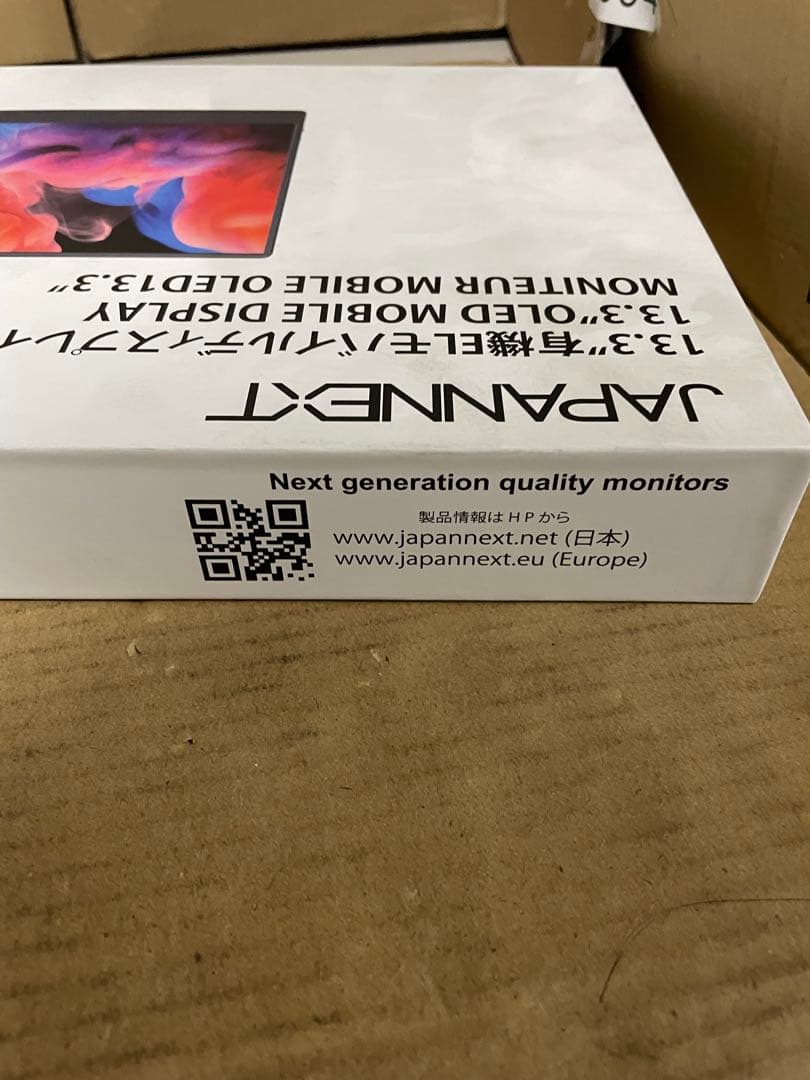 JAPANNEXT
13.3"有機ELモバイルディスプレイ
13.3"OLED MOBILE DISPLAY
MONITEUR MOBILE OLED13.3"
Next generation quality monitors
製品情報はHPから
www.japannext.net (日本)
www.japannext.eu (Europe)